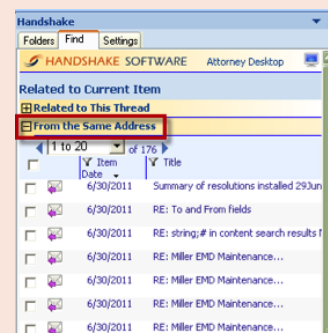 Handshake
Folders Find Settings
HANDSHAKE SOFTWARE Attorney Desktop
Related to Current Item
Related to This Thread
From the Same Address
1 to 20 of 176
Item Date Title
6/30/2011 Summary of resolutions installed 29Jun
6/30/2011 RE: To and From fields
6/30/2011 RE: string;# in content search results
6/30/2011 RE: Miller EMD Maintenance...
6/30/2011 RE: Miller EMD Maintenance...
6/30/2011 RE: Miller EMD Maintenance...
6/30/2011 RE: Miller EMD Maintenance...